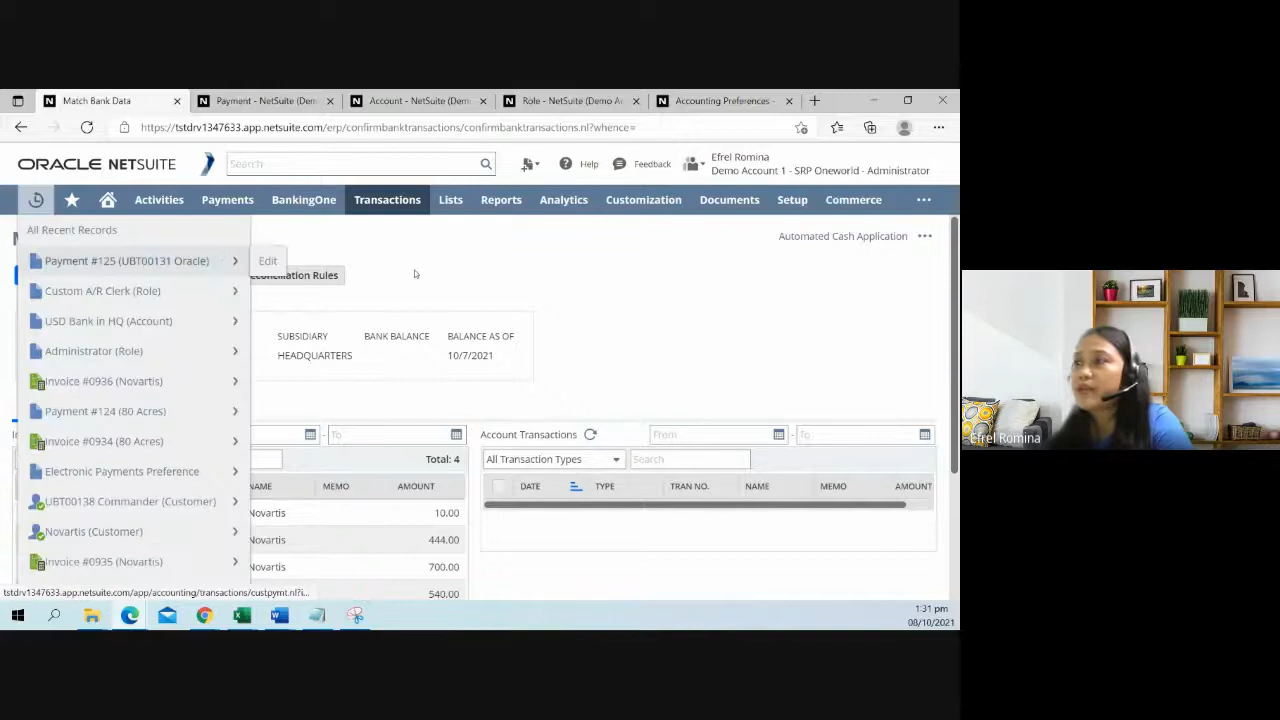 Match Bank Data
Payment - NetSuite (Dem
Account - NetSuite (Demo
Role - NetSuite (Demo A
Accounting Preferences -
https://tstdrv1347633.app.netsuite.com/erp/confirmbanktransactions/confirmbanktransactions.nl?whence=
ORACLE NETSUITE
Search
Help
Feedback
Efrel Romina
Demo Account 1 - SRP Oneworld - Administrator
Activities
Payments
BankingOne
Transactions
Lists
Reports
Analytics
Customization
Documents
Setup
Commerce
All Recent Records
Automated Cash Application
Payment #125 (UBT00131 Oracle)
Edit
conciliation Rules
Custom A/R Clerk (Role)
USD Bank in HQ (Account)
Administrator (Role)
Invoice #0936 (Novartis)
Payment #124 (80 Acres)
Invoice #0934 (80 Acres)
Electronic Payments Preference
UBT00138 Commander (Customer)
Novartis (Customer)
Invoice #0935 (Novartis)
SUBSIDIARY
BANK BALANCE
BALANCE AS OF
HEADQUARTERS
10/7/2021
To
Account Transactions
From
To
Total: 4
All Transaction Types
Search
NAME
MEMO
AMOUNT
DATE
TYPE
TRAN NO.
NAME
MEMO
AMOUNT
Novartis
10.00
Novartis
444.00
Novartis
700.00
Novartis
540.00
tstdrv1347633.app.netsuite.com/app/accounting/transactions/custpymt.nl?i...
1:31 pm
08/10/2021
Efrel Romina